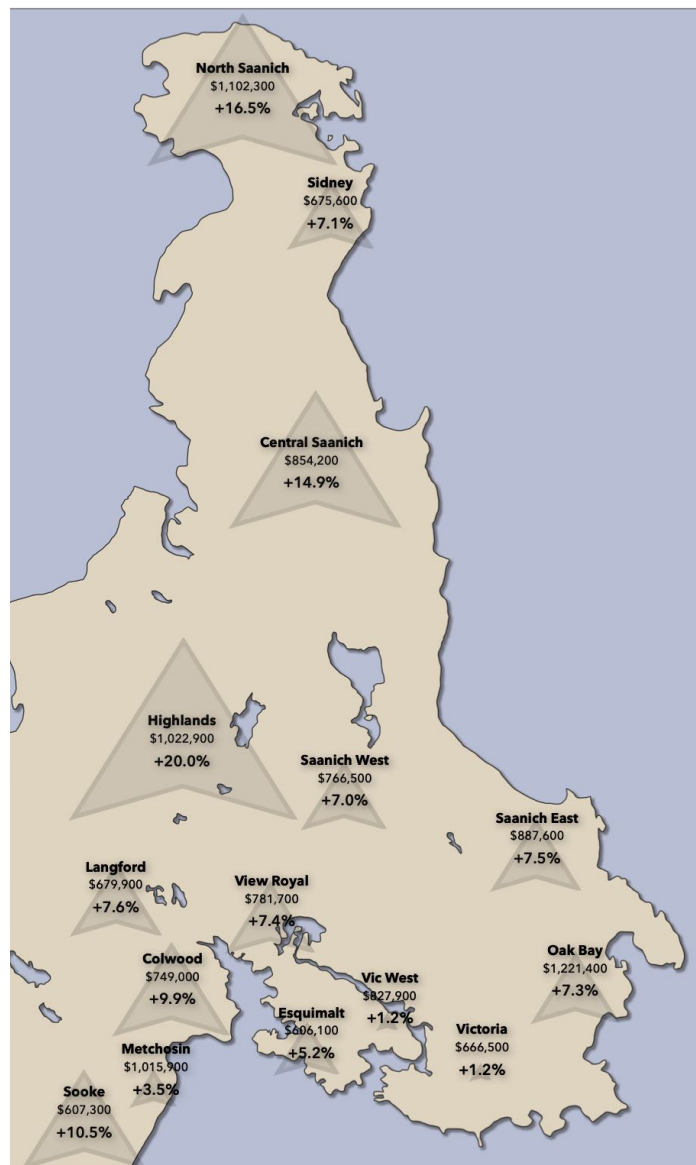 North Saanich
$1,102,300
+16.5%
Sidney
$675,600
+7.1%
Central Saanich
$854,200
+14.9%
Highlands
$1,022,900
+20.0%
Saanich West
$766,500
+7.0%
Saanich East
$887,600
+7.5%
Langford
$679,900
+7.6%
View Royal
$781,700
+7.4%
Colwood
$749,000
+9.9%
Oak Bay
$1,221,400
+7.3%
Vic West
$827,900
+1.2%
Esquimalt
$606,100
+5.2%
Victoria
$666,500
+1.2%
Metchosin
$1,015,900
+3.5%
Sooke
$607,300
+10.5%